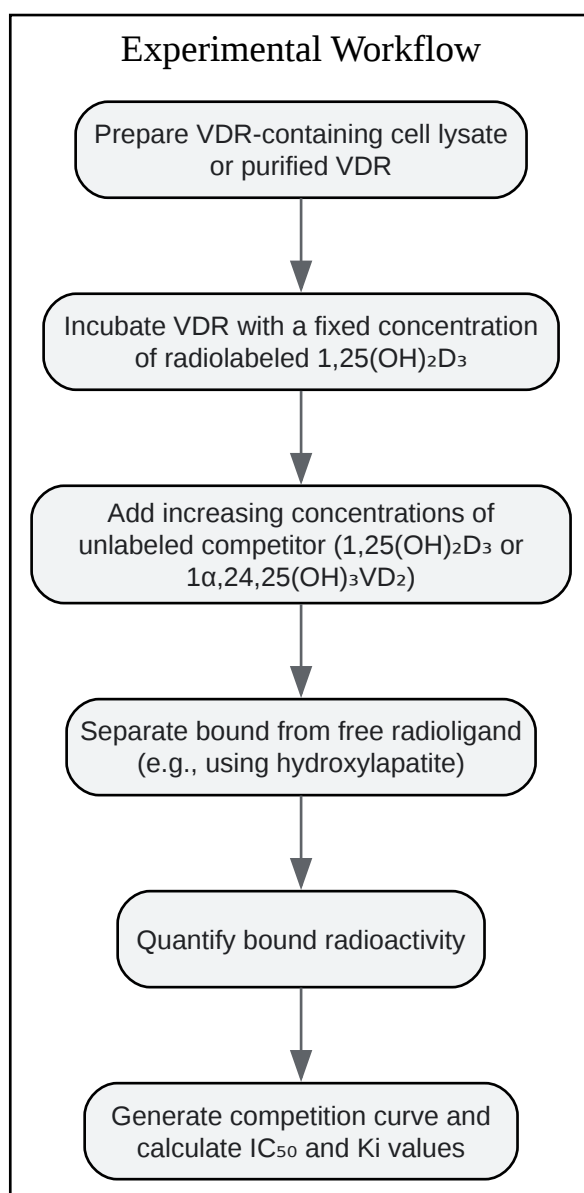 Experimental Workflow
Prepare VDR-containing cell lysate
or purified VDR
Incubate VDR with a fixed concentration
of radiolabeled 1,25(OH)₂D₃
Add increasing concentrations of
unlabeled competitor (1,25(OH)₂D₃ or
1α,24,25(OH)₃VD₂)
Separate bound from free radioligand
(e.g., using hydroxylapatite)
Quantify bound radioactivity
Generate competition curve and
calculate IC₅₀ and Ki values